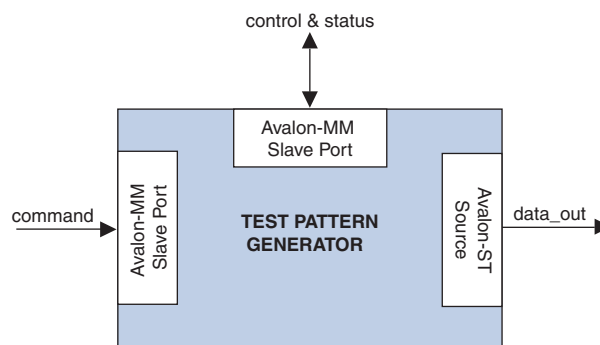 control & status
Avalon-MM
Slave Port
command
Avalon-MM
Slave Port
TEST PATTERN
GENERATOR
Avalon-ST
Source
data_out